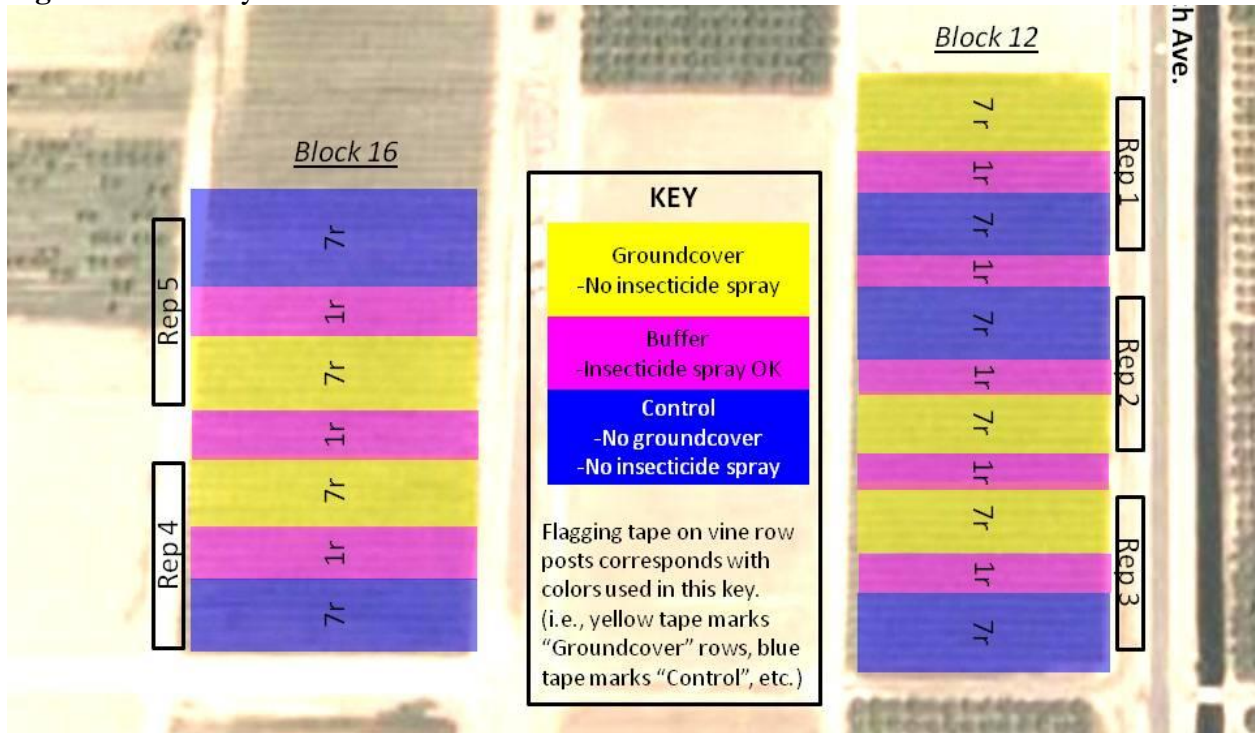 Block 16
7r
1r
7r
1r
7r
1r
7r
Rep 5
Rep 4
KEY
Groundcover
-No insecticide spray
Buffer
-Insecticide spray OK
Control
-No groundcover
-No insecticide spray
Flagging tape on vine row
posts corresponds with
colors used in this key.
(i.e., yellow tape marks
“Groundcover” rows, blue
tape marks “Control”, etc.)
Block 12
7r
1r
7r
1r
7r
1r
7r
1r
7r
1r
7r
Rep 1
Rep 2
Rep 3
h Ave.